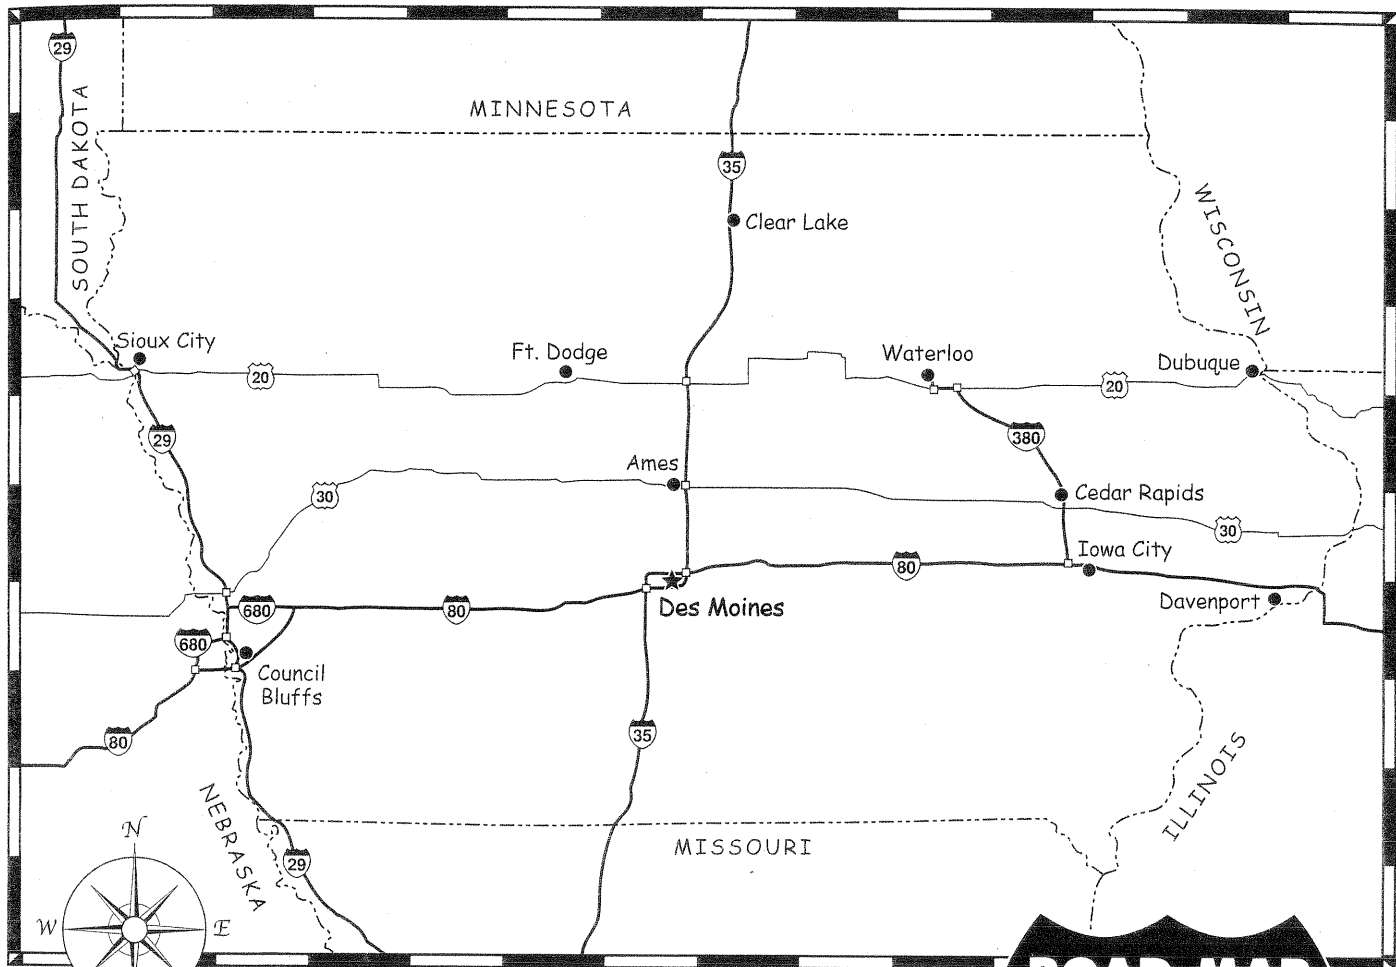 29
MINNESOTA
SOUTH DAKOTA
35
WISCONSIN
Clear Lake
Sioux City
Ft. Dodge
Waterloo
Dubuque
20
20
29
380
Ames
30
Cedar Rapids
30
Iowa City
80
680
80
Des Moines
Davenport
680
Council
Bluffs
80
35
NEBRASKA
ILLINOIS
MISSOURI
29
N
W
E
ROAD MAP